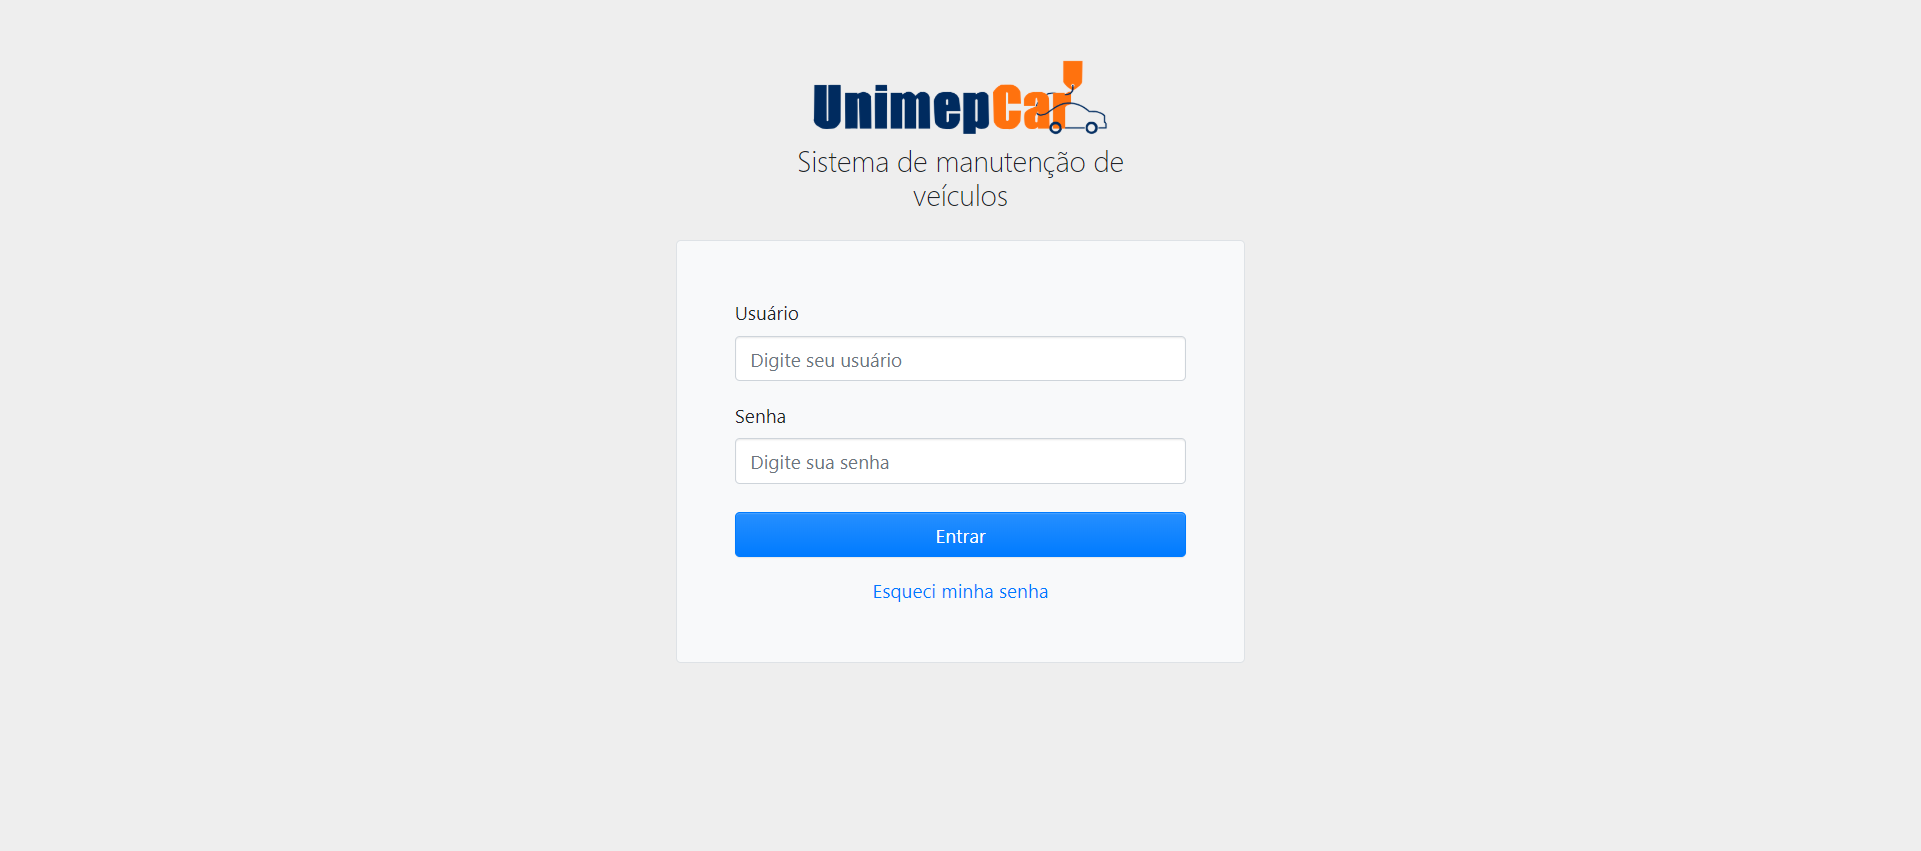 UnimepCar
Sistema de manutenção de
veículos
Usuário
Digite seu usuário
Senha
Digite sua senha
Entrar
Esqueci minha senha